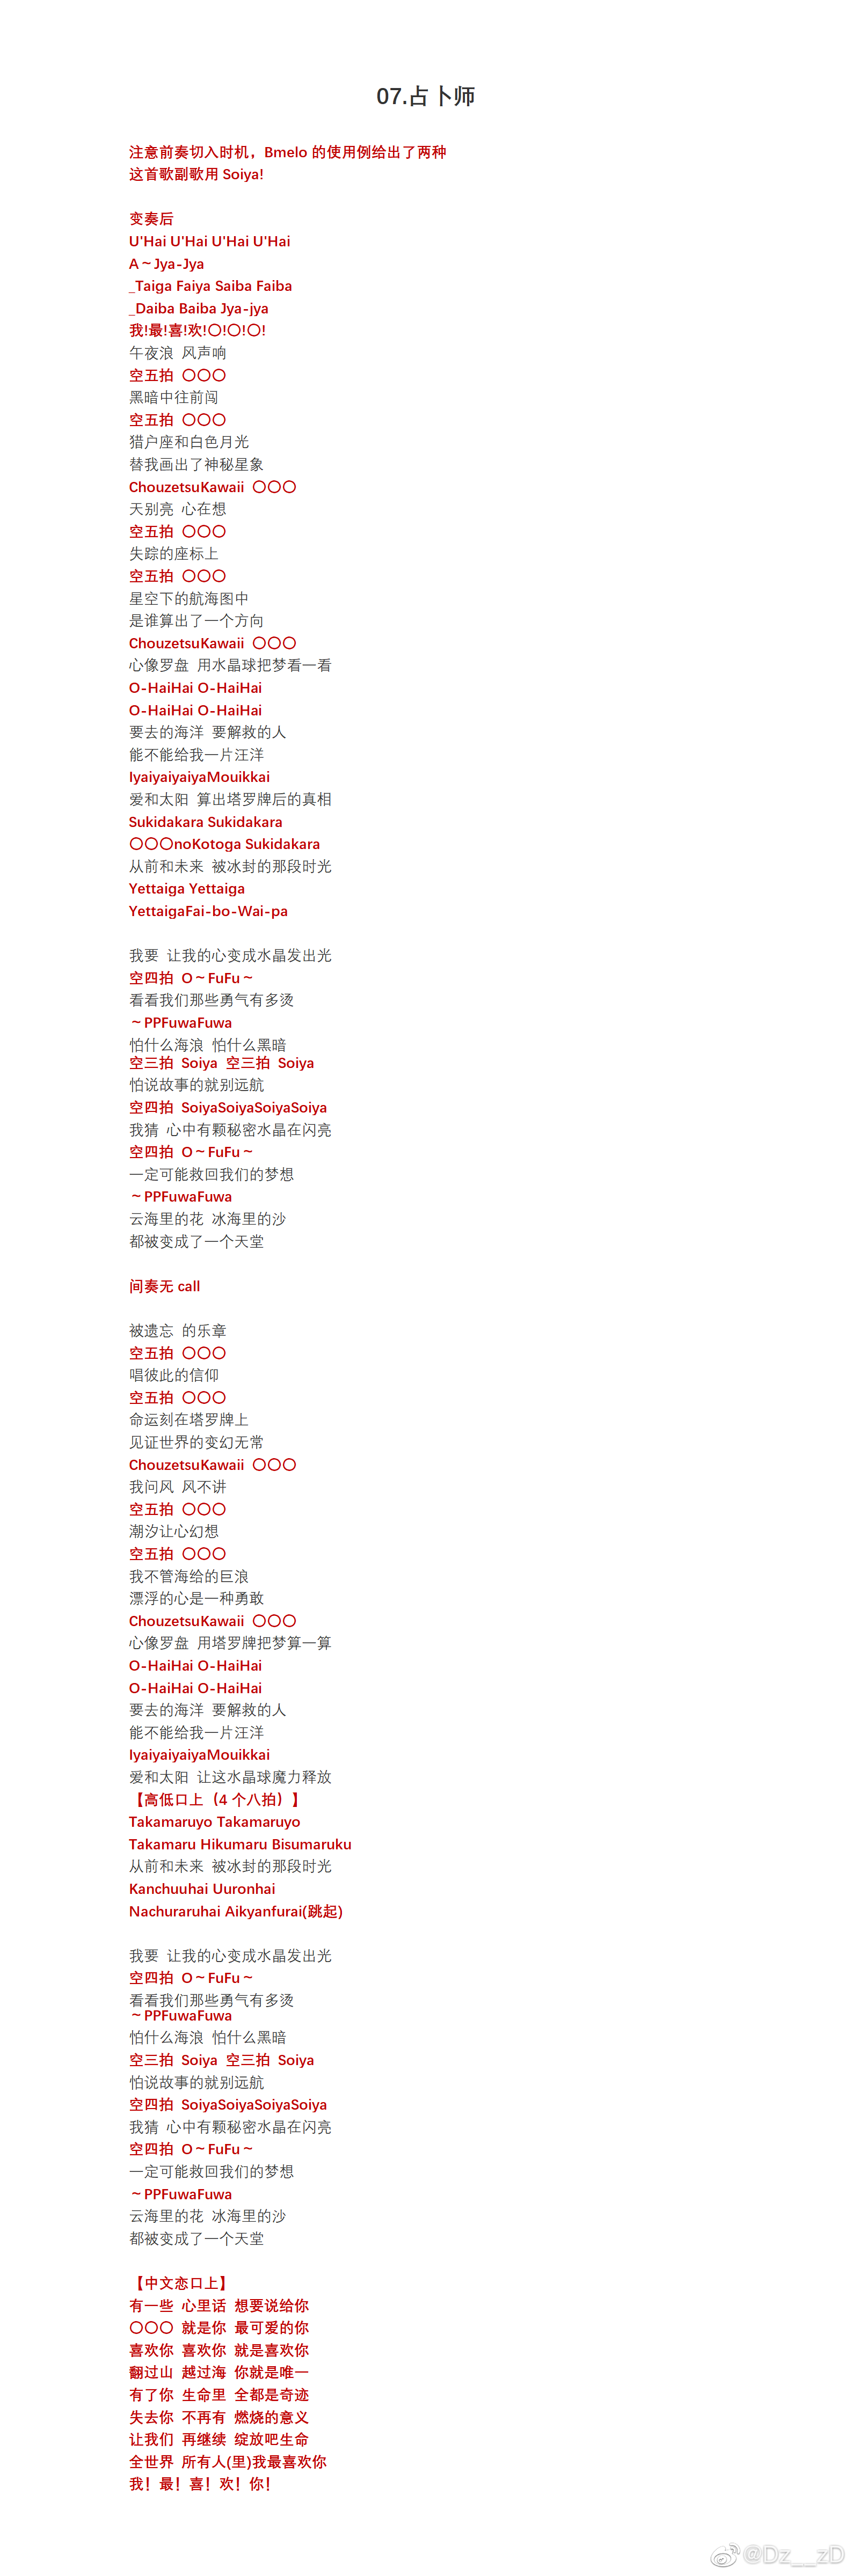 07.占卜师
注意前奏切入时机，Bmelo 的使用例给出了两种
这首歌副歌用 Soiya!
变奏后
U'Hai U'Hai U'Hai U'Hai
A～Jya-Jya
_Taiga Faiya Saiba Faiba
_Daiba Baiba Jya-jya
我!最!喜!欢!〇!〇!〇!
午夜浪 风声响
空五拍 〇〇〇
黑暗中往前闯
空五拍 〇〇〇
猎户座和白色月光
替我画出了神秘星象
ChouzetsuKawaii 〇〇〇
天别亮 心在想
空五拍 〇〇〇
失踪的座标上
空五拍 〇〇〇
星空下的航海图中
是谁算出了一个方向
ChouzetsuKawaii 〇〇〇
心像罗盘 用水晶球把梦看一看
O-HaiHai O-HaiHai
O-HaiHai O-HaiHai
要去的海洋 要解救的人
能不能给我一片汪洋
IyaiyaiyaiyaMouikkai
爱和太阳 算出塔罗牌后的真相
Sukidakara Sukidakara
〇〇〇noKotoga Sukidakara
从前和未来 被冰封的那段时光
Yettaiga Yettaiga
YettaigaFai-bo-Wai-pa
我要 让我的心变成水晶发出光
空四拍 O～FuFu～
看看我们那些勇气有多烫
～PPFuwaFuwa
怕什么海浪 怕什么黑暗
空三拍 Soiya 空三拍 Soiya
怕说故事的就别远航
空四拍 SoiyaSoiyaSoiyaSoiya
我猜 心中有颗秘密水晶在闪亮
空四拍 O～FuFu～
一定可能救回我们的梦想
～PPFuwaFuwa
云海里的花 冰海里的沙
都被变成了一个天堂
间奏无 call
被遗忘 的乐章
空五拍 〇〇〇
唱彼此的信仰
空五拍 〇〇〇
命运刻在塔罗牌上
见证世界的变幻无常
ChouzetsuKawaii 〇〇〇
我问风 风不讲
空五拍 〇〇〇
潮汐让心幻想
空五拍 〇〇〇
我不管海给的巨浪
漂浮的心是一种勇敢
ChouzetsuKawaii 〇〇〇
心像罗盘 用塔罗牌把梦算一算
O-HaiHai O-HaiHai
O-HaiHai O-HaiHai
要去的海洋 要解救的人
能不能给我一片汪洋
IyaiyaiyaiyaMouikkai
爱和太阳 让这水晶球魔力释放
【高低口上（4 个八拍）】
Takamaruyo Takamaruyo
Takamaru Hikumaru Bisumaruku
从前和未来 被冰封的那段时光
Kanchuuhai Uuronhai
Nachuraruhai Aikyanfurai(跳起)
我要 让我的心变成水晶发出光
空四拍 O～FuFu～
看看我们那些勇气有多烫
～PPFuwaFuwa
怕什么海浪 怕什么黑暗
空三拍 Soiya 空三拍 Soiya
怕说故事的就别远航
空四拍 SoiyaSoiyaSoiyaSoiya
我猜 心中有颗秘密水晶在闪亮
空四拍 O～FuFu～
一定可能救回我们的梦想
～PPFuwaFuwa
云海里的花 冰海里的沙
都被变成了一个天堂
【中文恋口上】
有一些 心里话 想要说给你
〇〇〇 就是你 最可爱的你
喜欢你 喜欢你 就是喜欢你
翻过山 越过海 你就是唯一
有了你 生命里 全都是奇迹
失去你 不再有 燃烧的意义
让我们 再继续 绽放吧生命
全世界 所有人(里)我最喜欢你
我！最！喜！欢！你！
@Dz__zD